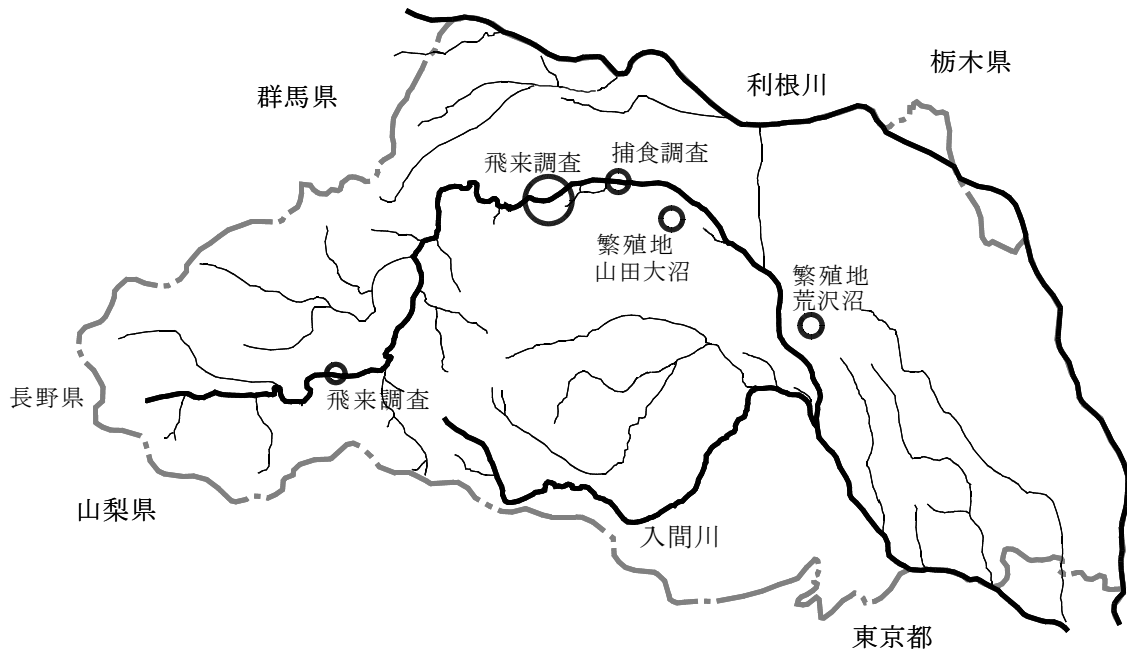 栃木県
利根川
群馬県
捕食調査
飛来調査
繁殖地
山田大沼
繁殖地
荒沢沼
長野県
飛来調査
山梨県
入間川
東京都